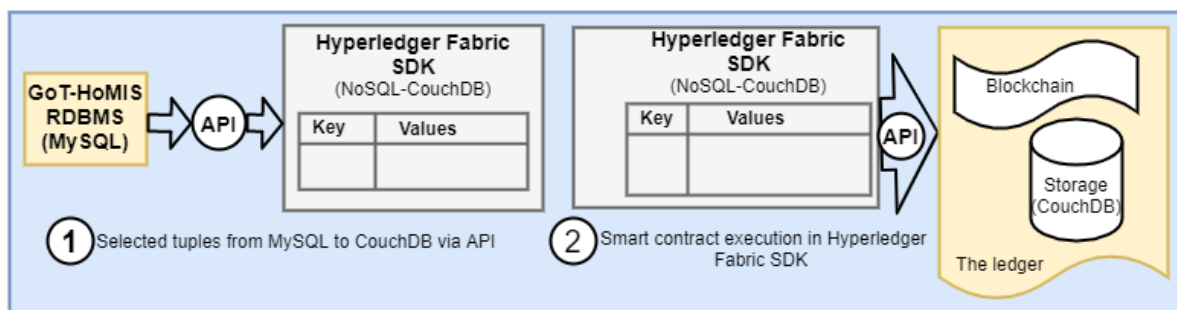 GoT-HoMIS
RDBMS
(MySQL)
API
Hyperledger Fabric
SDK
(NoSQL-CouchDB)
Key Values
1 Selected tuples from MySQL to CouchDB via API
Hyperledger Fabric
SDK
(NoSQL-CouchDB)
Key Values
API
2 Smart contract execution in Hyperledger
Fabric SDK
Blockchain
Storage
(CouchDB)
The ledger